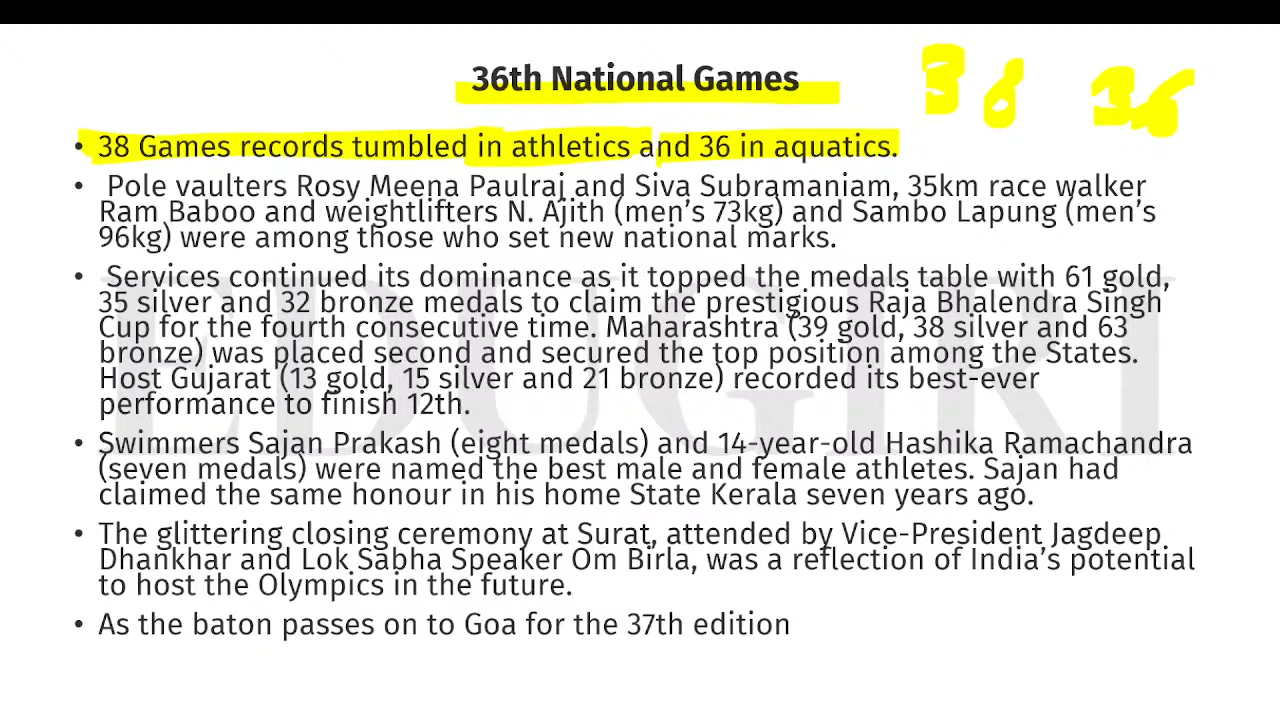 36th National Games
38 36
• 38 Games records tumbled in athletics and 36 in aquatics.
• Pole vaulters Rosy Meena Paulraj and Siva Subramaniam, 35km race walker
Ram Baboo and weightlifters N. Ajith (men's 73kg) and Sambo Lapung (men's
96kg) were among those who set new national marks.
• Services continued its dominance as it topped the medals table with 61 gold,
35 silver and 32 bronze medals to claim the prestigious Raja Bhalendra Singh
Cup for the fourth consecutive time. Maharashtra (39 gold, 38 silver and 63
bronze) was placed second and secured the top position among the States.
Host Gujarat (13 gold, 15 silver and 21 bronze) recorded its best-ever
performance to finish 12th.
• Swimmers Sajan Prakash (eight medals) and 14-year-old Hashika Ramachandra
(seven medals) were named the best male and female athletes. Sajan had
claimed the same honour in his home State Kerala seven years ago.
• The glittering closing ceremony at Surat, attended by Vice-President Jagdeep
Dhankhar and Lok Sabha Speaker Om Birla, was a reflection of India's potential
to host the Olympics in the future.
• As the baton passes on to Goa for the 37th edition
EDUGIRI